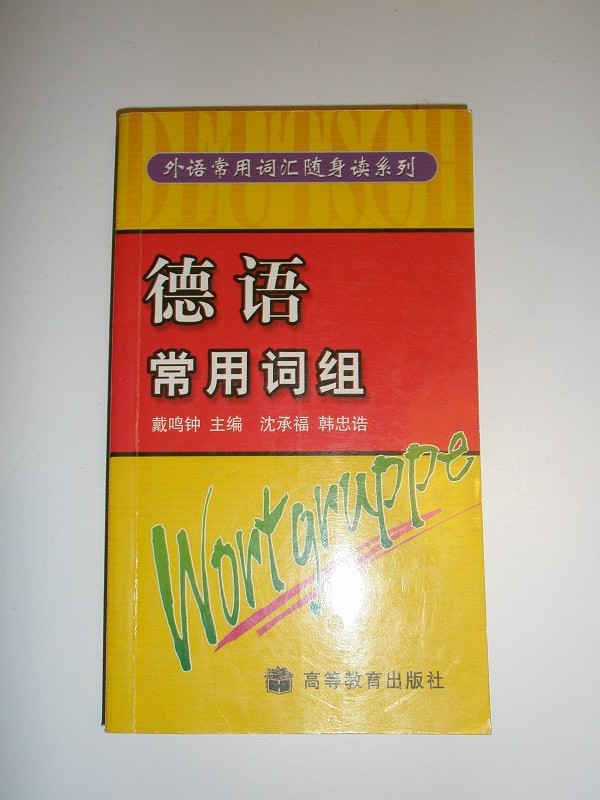 DEUTSCH
外语常用词汇随身读系列
德语
常用词组
戴鸣钟 主编 沈承福 韩忠诰
Wortgruppe
高等教育出版社